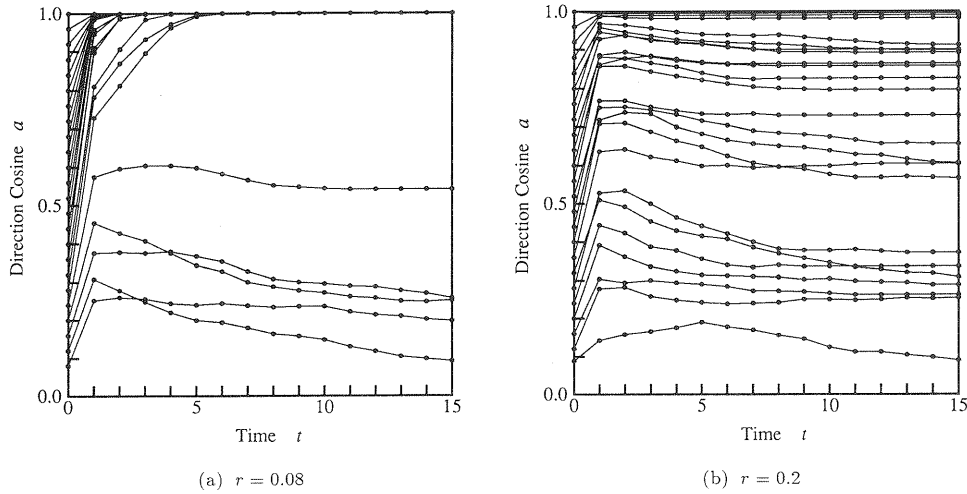 1.0
0.5
0.0
Direction Cosine a
0 5 10 15
Time t
(a) r = 0.08
1.0
0.5
0.0
Direction Cosine a
0 5 10 15
Time t
(b) r = 0.2